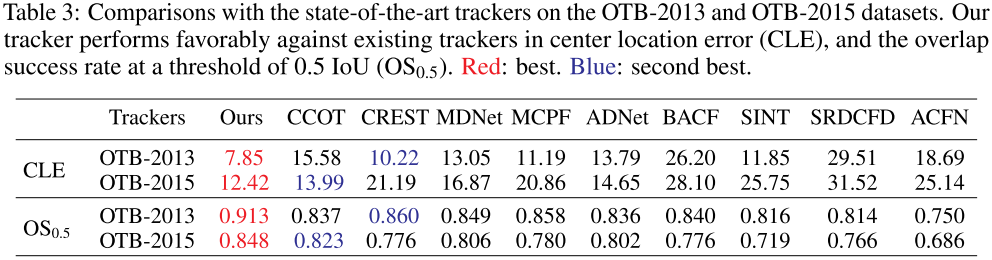 Table 3: Comparisons with the state-of-the-art trackers on the OTB-2013 and OTB-2015 datasets. Our
tracker performs favorably against existing trackers in center location error (CLE), and the overlap
success rate at a threshold of 0.5 IoU (OS0.5). Red: best. Blue: second best.
Trackers Ours CCOT CREST MDNet MCPF ADNet BACF SINT SRDCFD ACFN
CLE OTB-2013 7.85 15.58 10.22 13.05 11.19 13.79 26.20 11.85 29.51 18.69
OTB-2015 12.42 13.99 21.19 16.87 20.86 14.65 28.10 25.75 31.52 25.14
OS0.5 OTB-2013 0.913 0.837 0.860 0.849 0.858 0.836 0.840 0.816 0.814 0.750
OTB-2015 0.848 0.823 0.776 0.806 0.780 0.802 0.776 0.719 0.766 0.686